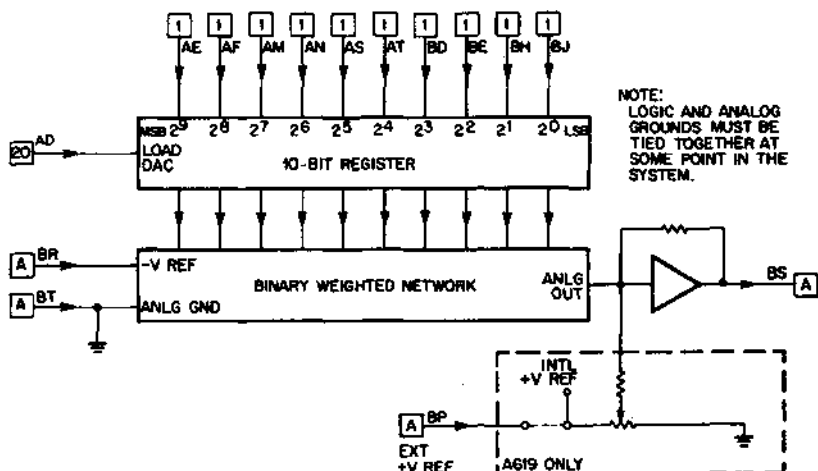 1 1 1 1 1 1 1 1 1 1
AE AF AM AN AS AT BD BE BH BJ
MSB 2⁹ 2⁸ 2⁷ 2⁶ 2⁵ 2⁴ 2³ 2² 2¹ 2⁰ LSB
20 AD
LOAD
DAC
10-BIT REGISTER
NOTE:
LOGIC AND ANALOG
GROUNDS MUST BE
TIED TOGETHER AT
SOME POINT IN THE
SYSTEM.
A BR
-V REF
BINARY WEIGHTED NETWORK
ANLG
OUT
A BT
ANLG GND
BS A
INTL
+V REF
A BP
EXT
+V REF
A619 ONLY